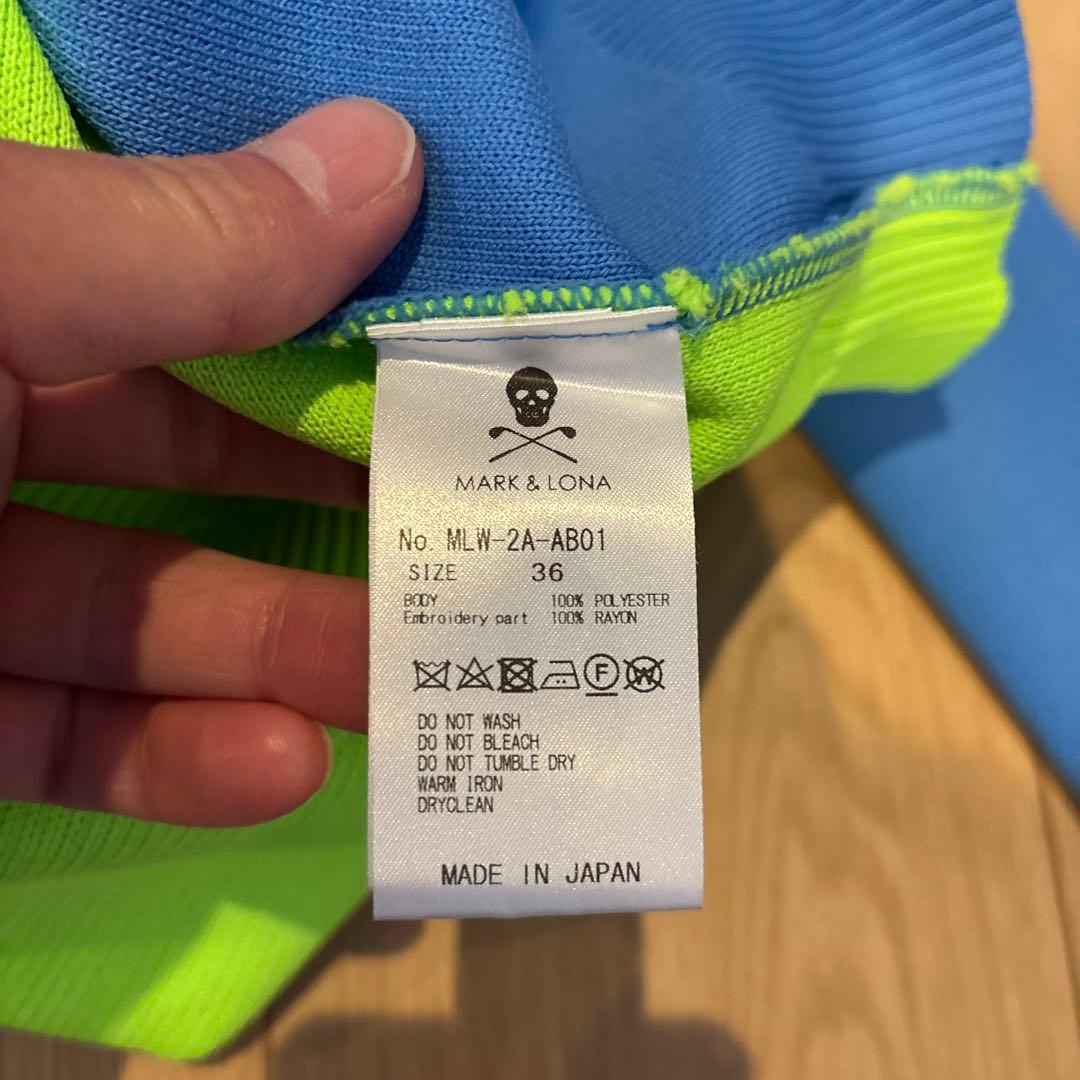 MARK & LONA
No. MLW-2A-AB01
SIZE 36
BODY 100% POLYESTER
Embroidery part 100% RAYON
F W
DO NOT WASH
DO NOT BLEACH
DO NOT TUMBLE DRY
WARM IRON
DRYCLEAN
MADE IN JAPAN